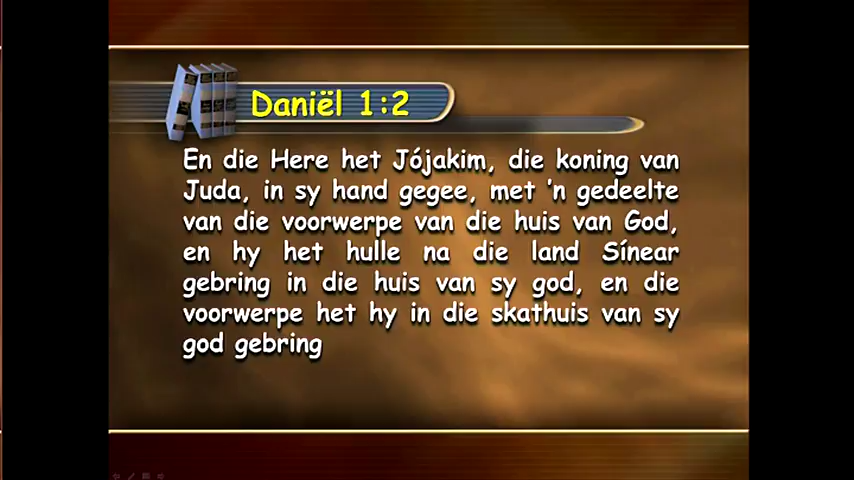 Daniël 1:2
En die Here het Jójakim, die koning van
Juda, in sy hand gegee, met ’n gedeelte
van die voorwerpe van die huis van God,
en hy het hulle na die land Sínear
gebring in die huis van sy god, en die
voorwerpe het hy in die skathuis van sy
god gebring